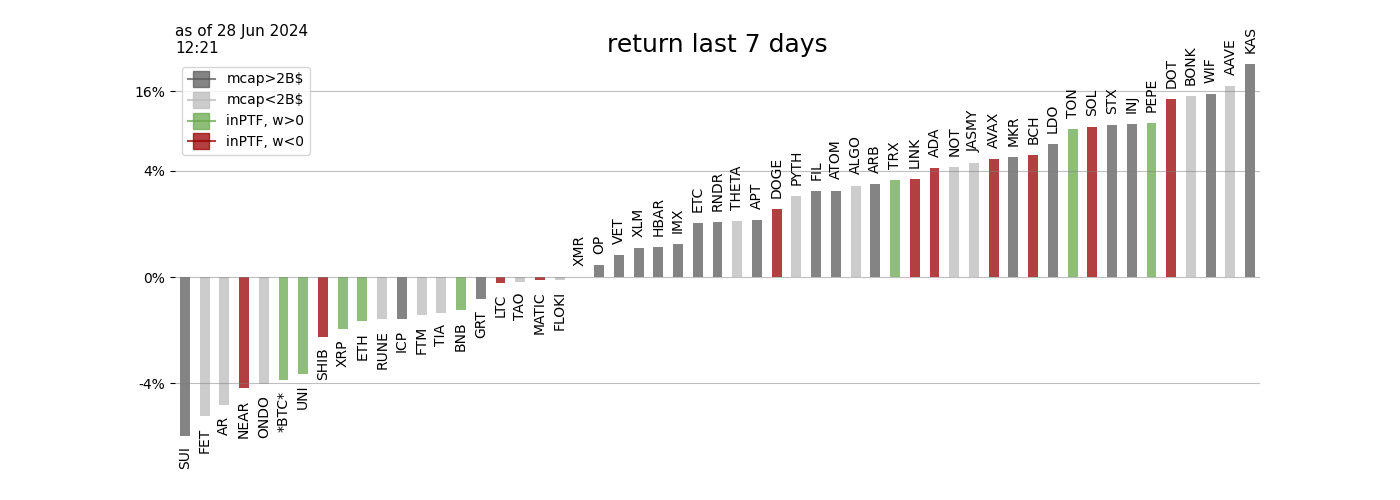 as of 28 Jun 2024
12:21
return last 7 days
mcap>2B$
mcap<2B$
inPTF, w>0
inPTF, w<0
16%
4%
0%
-4%
SUI
FET
AR
NEAR
ONDO
*BTC*
UNI
SHIB
XRP
ETH
RUNE
ICP
FTM
TIA
BNB
GRT
LTC
TAO
MATIC
FLOKI
XMR
OP
VET
XLM
HBAR
IMX
ETC
RNDR
THETA
APT
DOGE
PYTH
FIL
ATOM
ALGO
ARB
TRX
LINK
ADA
NOT
JASMY
AVAX
MKR
BCH
LDO
TON
SOL
STX
INJ
PEPE
DOT
BONK
WIF
AAVE
KAS